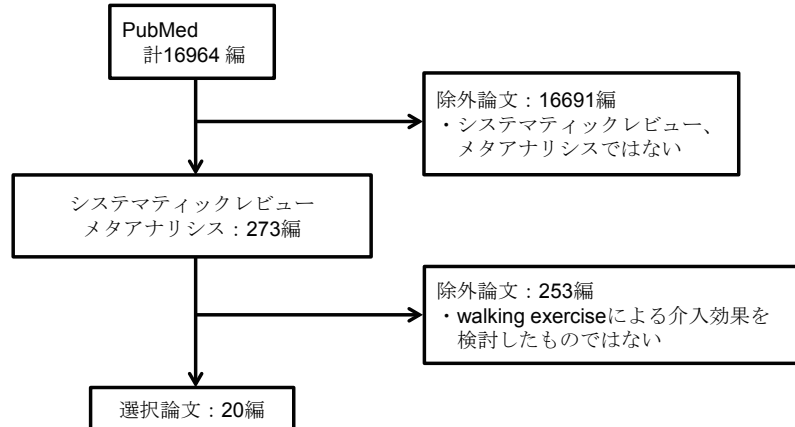 PubMed
計16964 編
除外論文：16691編
・システマティックレビュー、
メタアナリシスではない
システマティックレビュー
メタアナリシス：273編
除外論文：253編
・walking exerciseによる介入効果を
検討したものではない
選択論文：20編